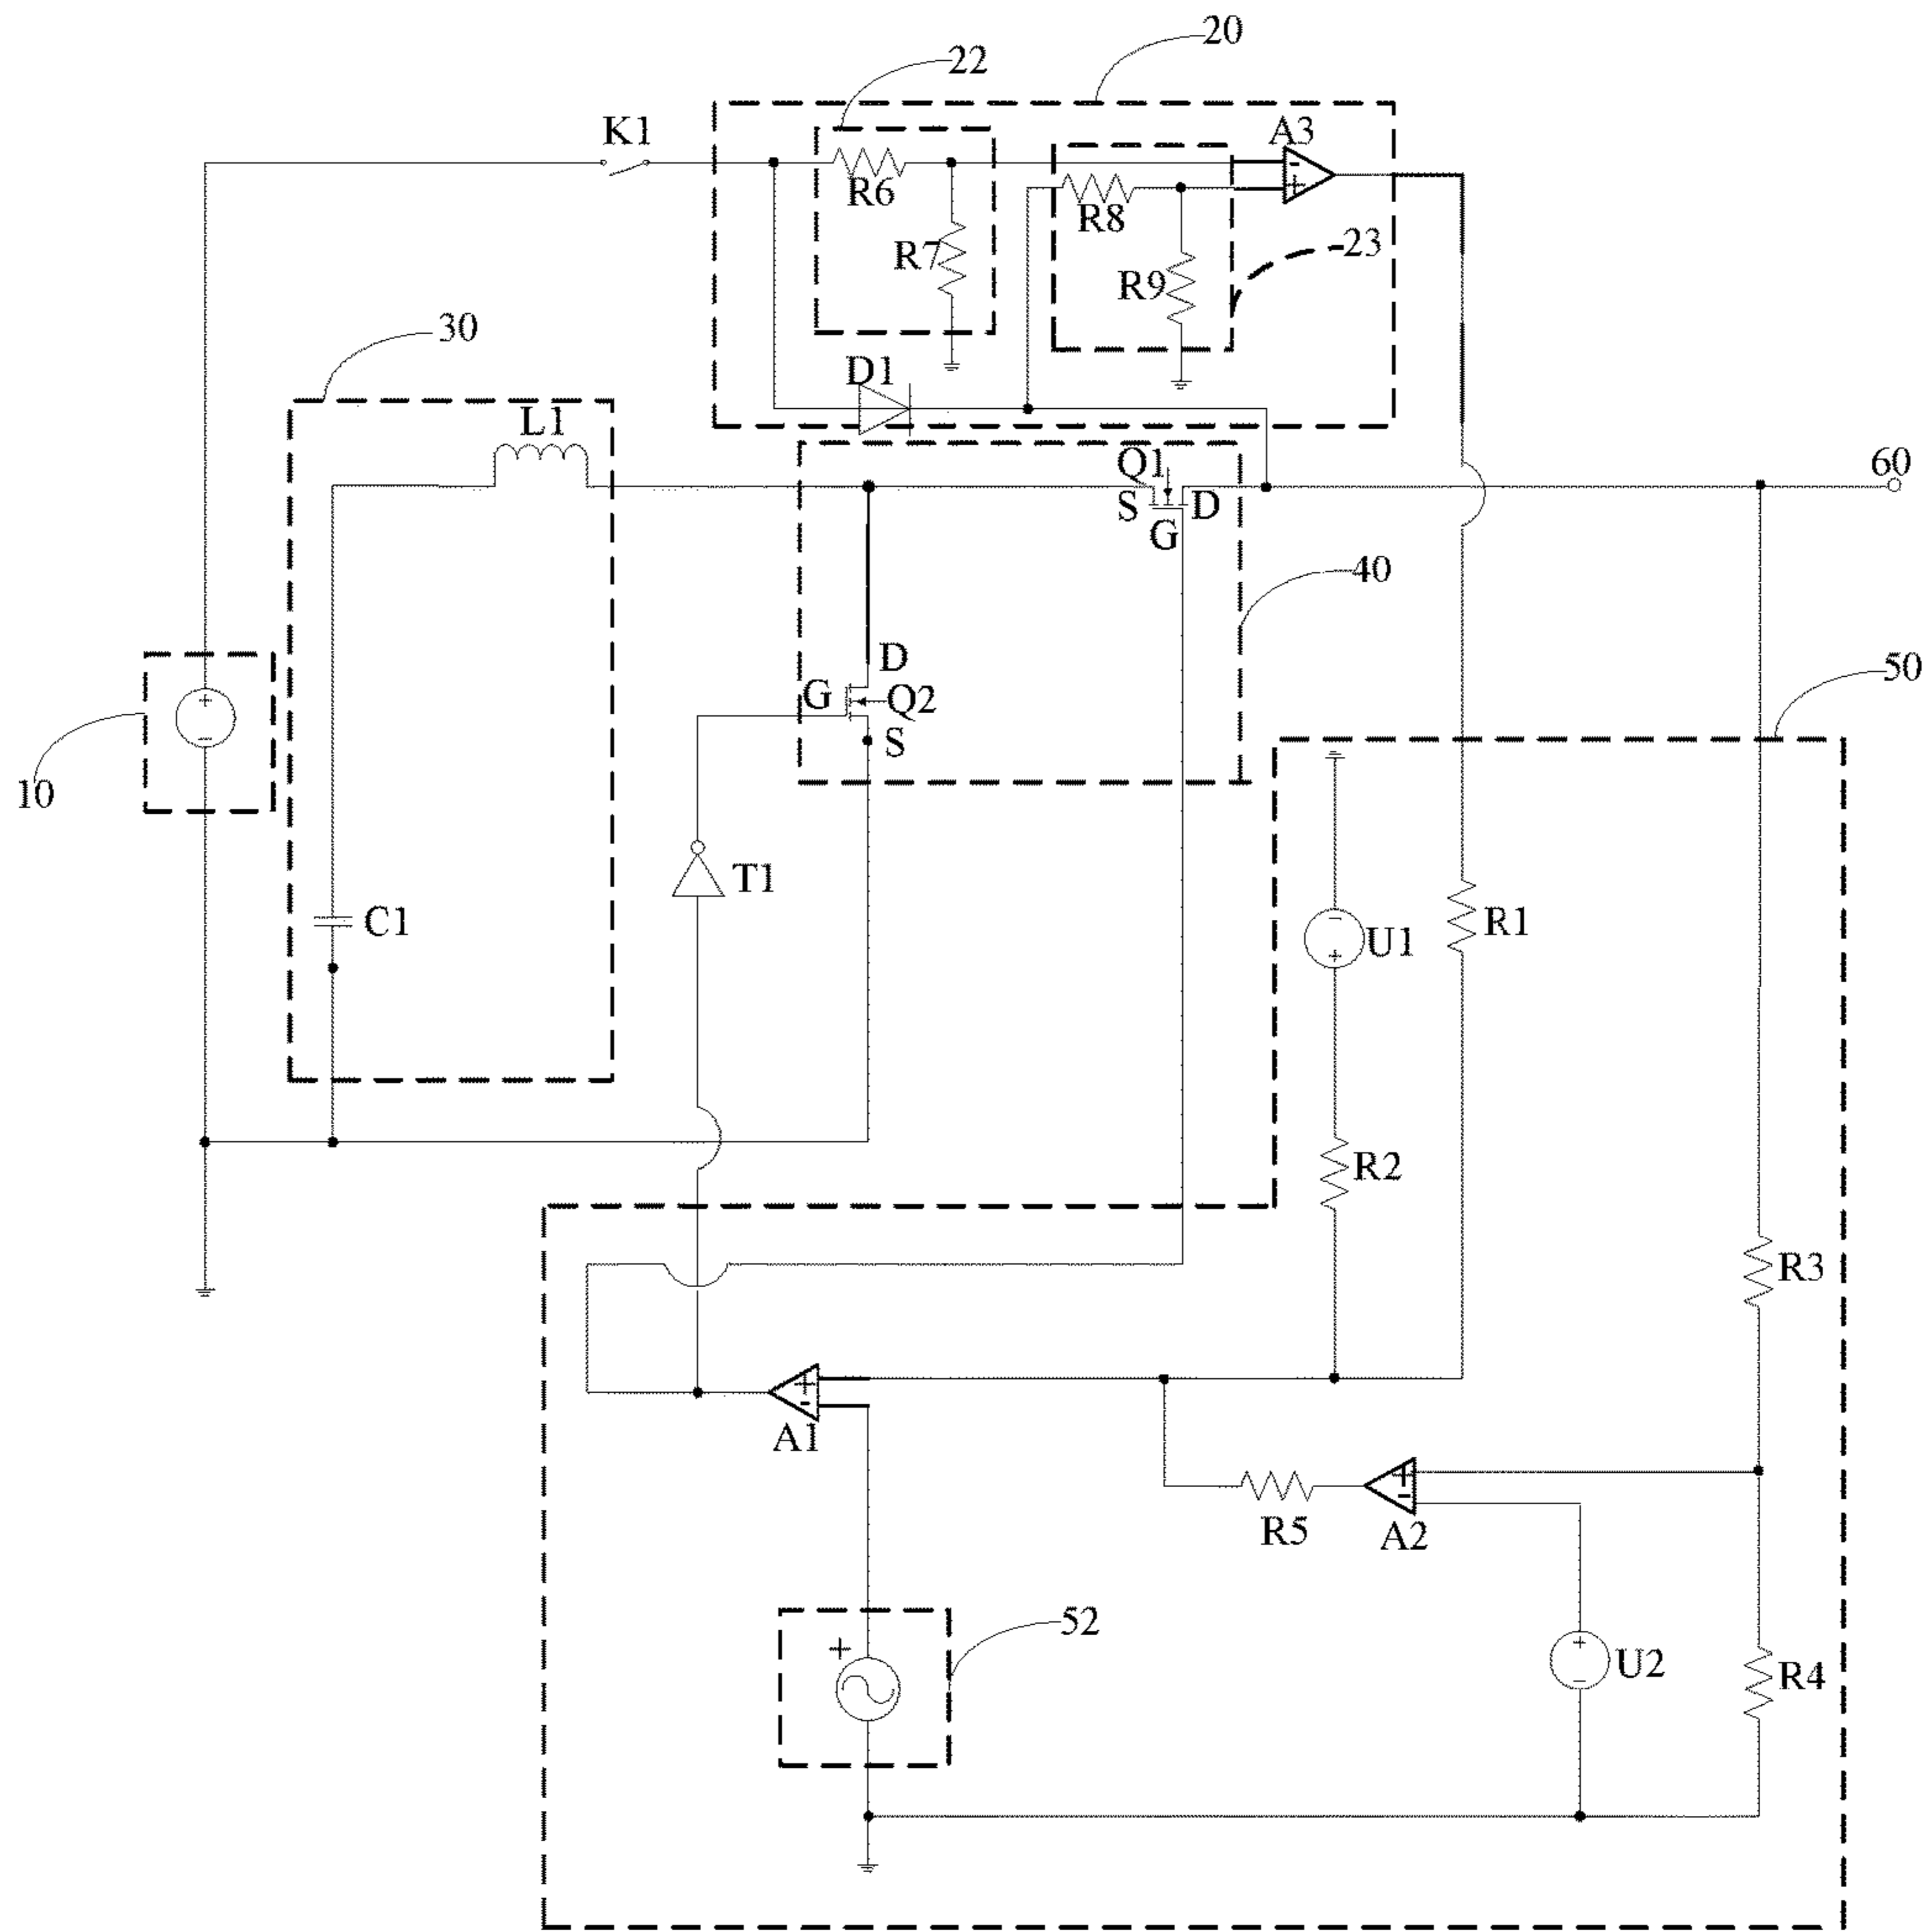 20
22
K1
A3
-
+
R6
R8
R7
R9
23
30
D1
L1
Q1
60
S
D
G
40
D
50
G
Q2
+
-
S
10
T1
C1
-
U1
+
R1
R2
R3
+
-
A1
+
-
R5
A2
52
+
+
-
U2
R4